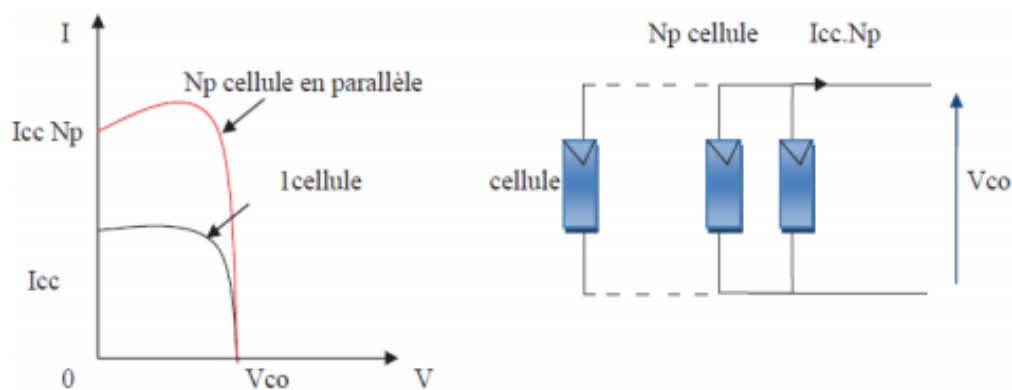 I
Np cellule en parallèle
Icc Np
1cellule
Icc
0
Vco
V
Np cellule
Icc.Np
cellule
Vco